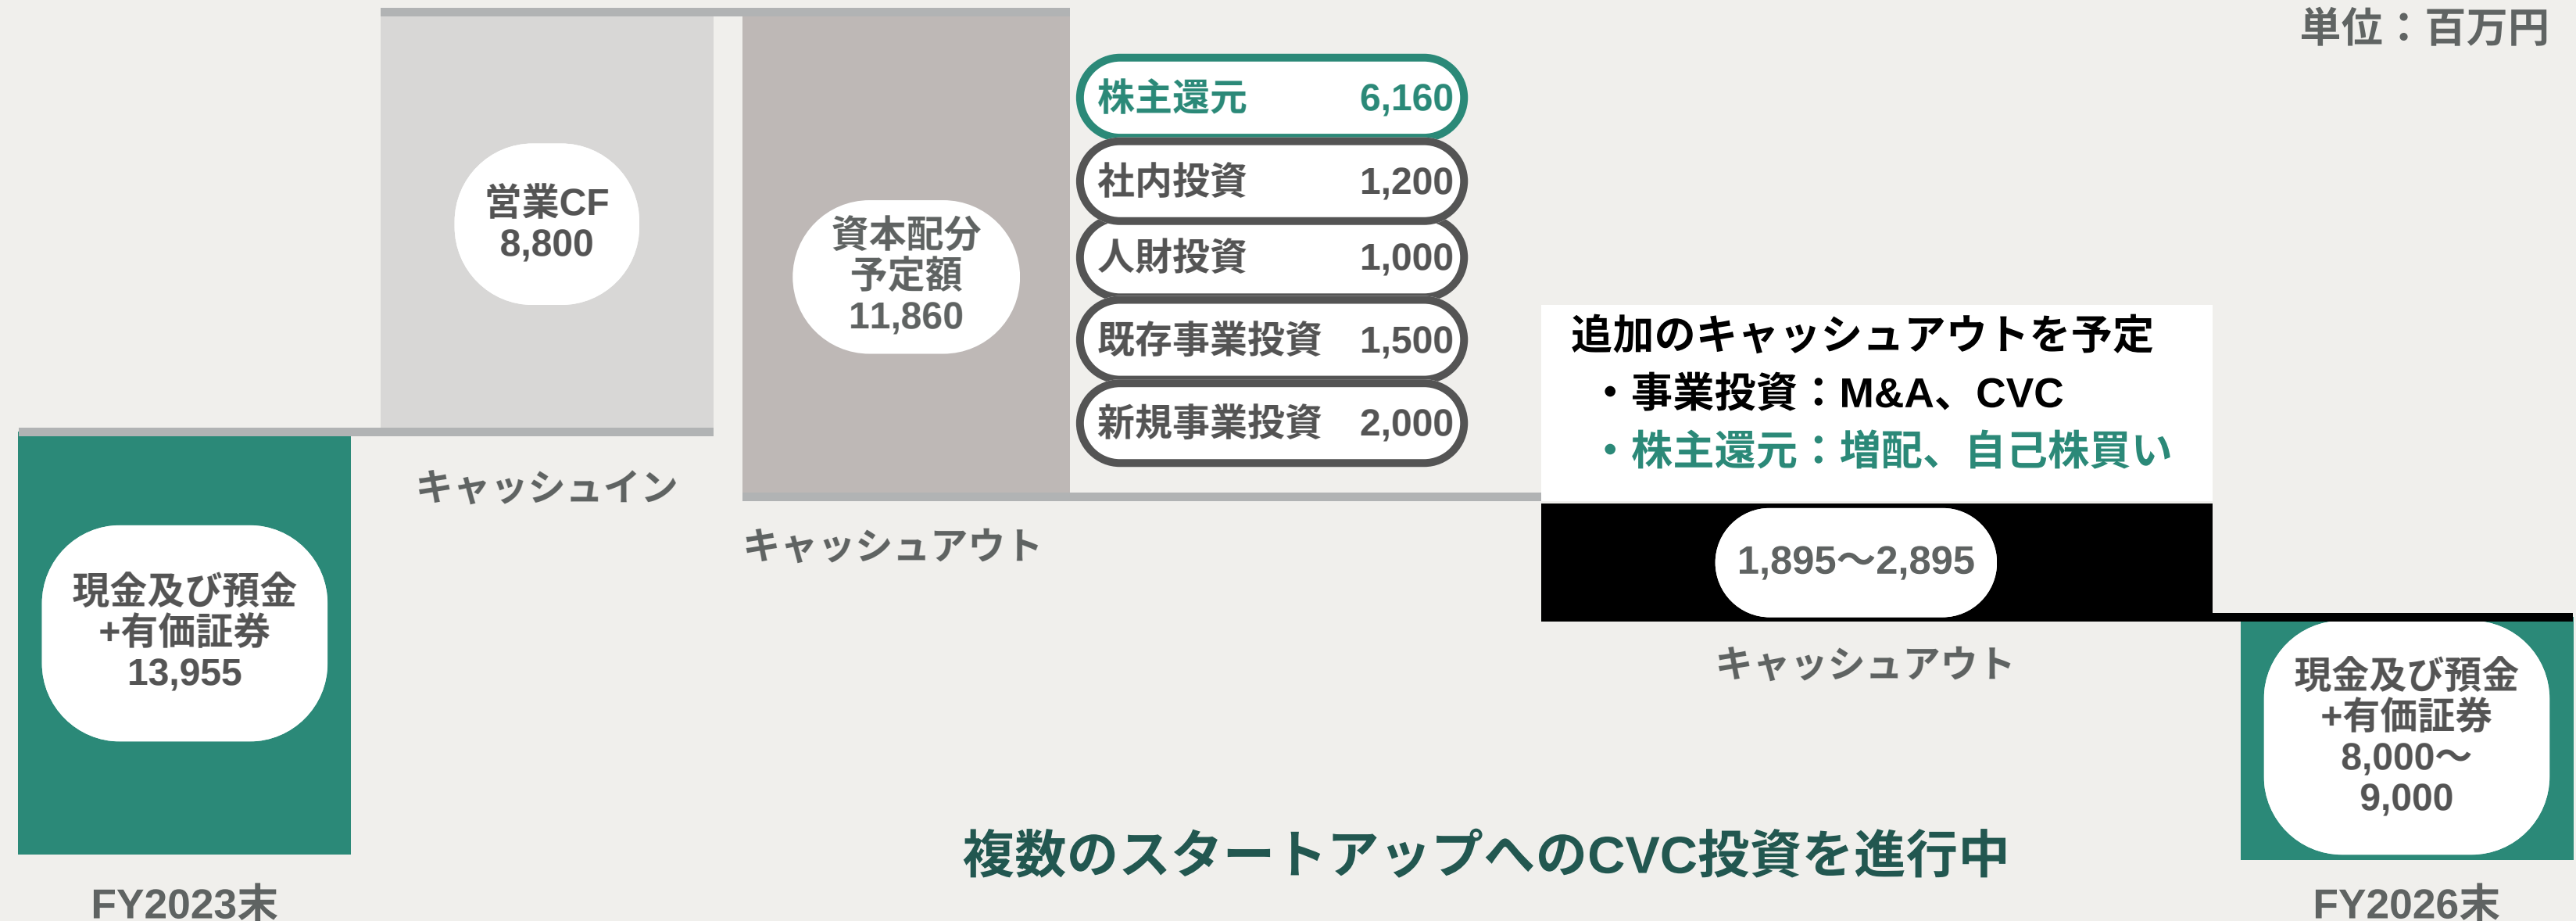 単位：百万円
営業CF
8,800
資本配分
予定額
11,860
株主還元 6,160
社内投資 1,200
人財投資 1,000
既存事業投資 1,500
新規事業投資 2,000
追加のキャッシュアウトを予定
・事業投資：M&A、CVC
・株主還元：増配、自己株買い
キャッシュイン
キャッシュアウト
1,895〜2,895
キャッシュアウト
現金及び預金
+有価証券
13,955
現金及び預金
+有価証券
8,000〜
9,000
複数のスタートアップへのCVC投資を進行中
FY2023末
FY2026末